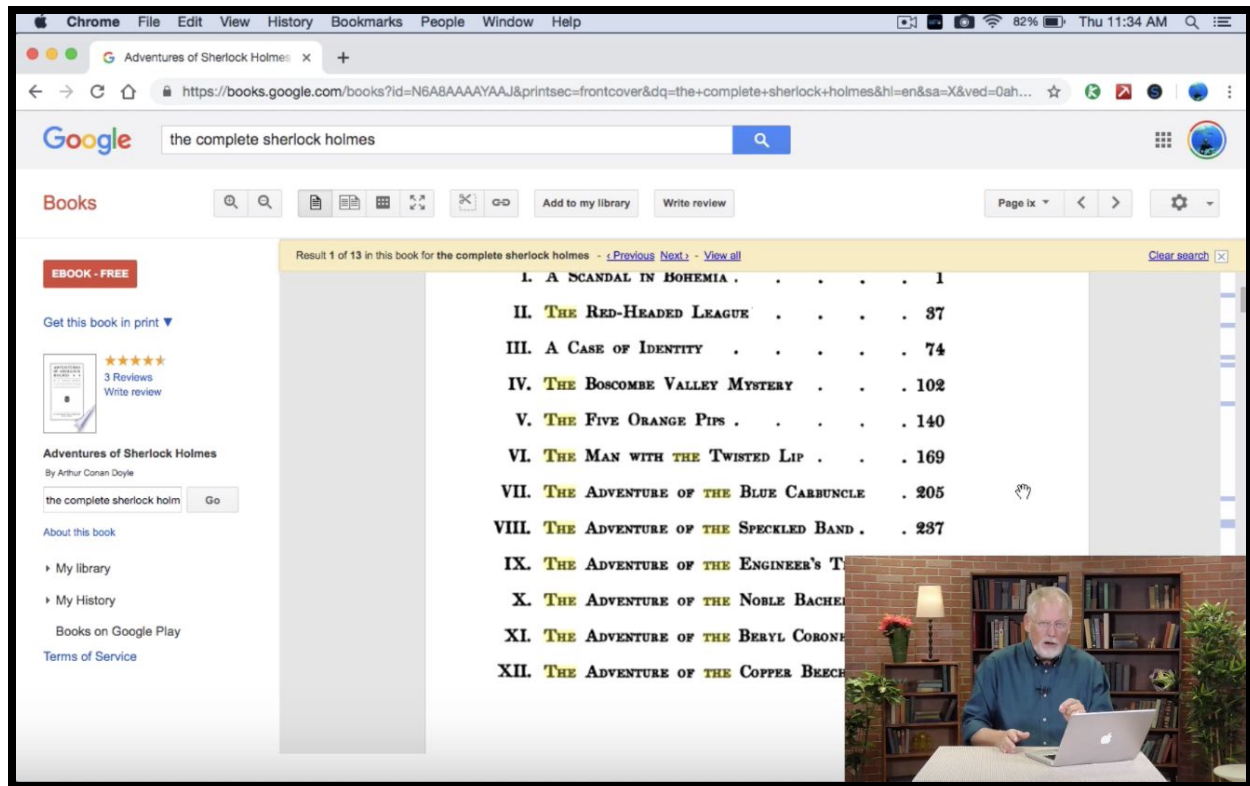 Chrome File Edit View History Bookmarks People Window Help 82% Thu 11:34 AM
Adventures of Sherlock Holmes
https://books.google.com/books?id=N6A8AAAAYAAJ&printsec=frontcover&dq=the+complete+sherlock+holmes&hl=en&sa=X&ved=0ah...
Google the complete sherlock holmes
Books Add to my library Write review Page ix
Result 1 of 13 in this book for the complete sherlock holmes - ‹ Previous Next › - View all Clear search
EBOOK - FREE
Get this book in print ▼
3 Reviews
Write review
Adventures of Sherlock Holmes
By Arthur Conan Doyle
the complete sherlock holm Go
About this book
My library
My History
Books on Google Play
Terms of Service
I. A SCANDAL IN BOHEMIA . . . . . 1
II. THE RED-HEADED LEAGUE . . . . 37
III. A CASE OF IDENTITY . . . . . 74
IV. THE BOSCOMBE VALLEY MYSTERY . . . 102
V. THE FIVE ORANGE PIPS . . . . . 140
VI. THE MAN WITH THE TWISTED LIP . . . 169
VII. THE ADVENTURE OF THE BLUE CARBUNCLE . 205
VIII. THE ADVENTURE OF THE SPECKLED BAND . . 237
IX. THE ADVENTURE OF THE ENGINEER'S T
X. THE ADVENTURE OF THE NOBLE BACHE
XI. THE ADVENTURE OF THE BERYL CORON
XII. THE ADVENTURE OF THE COPPER BEECH